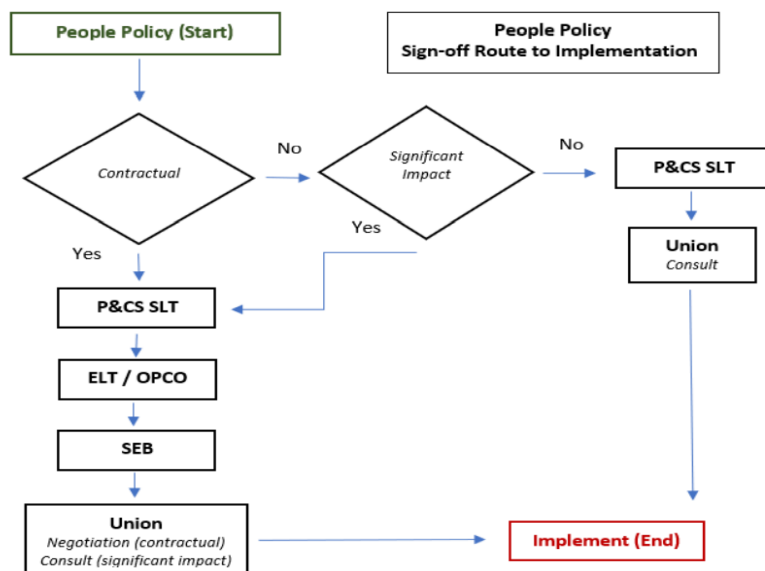 People Policy (Start)
People Policy
Sign-off Route to Implementation
Contractual
No
Significant
Impact
No
P&CS SLT
Yes
Yes
Union
Consult
P&CS SLT
ELT / OPCO
SEB
Union
Negotiation (contractual)
Consult (significant impact)
Implement (End)